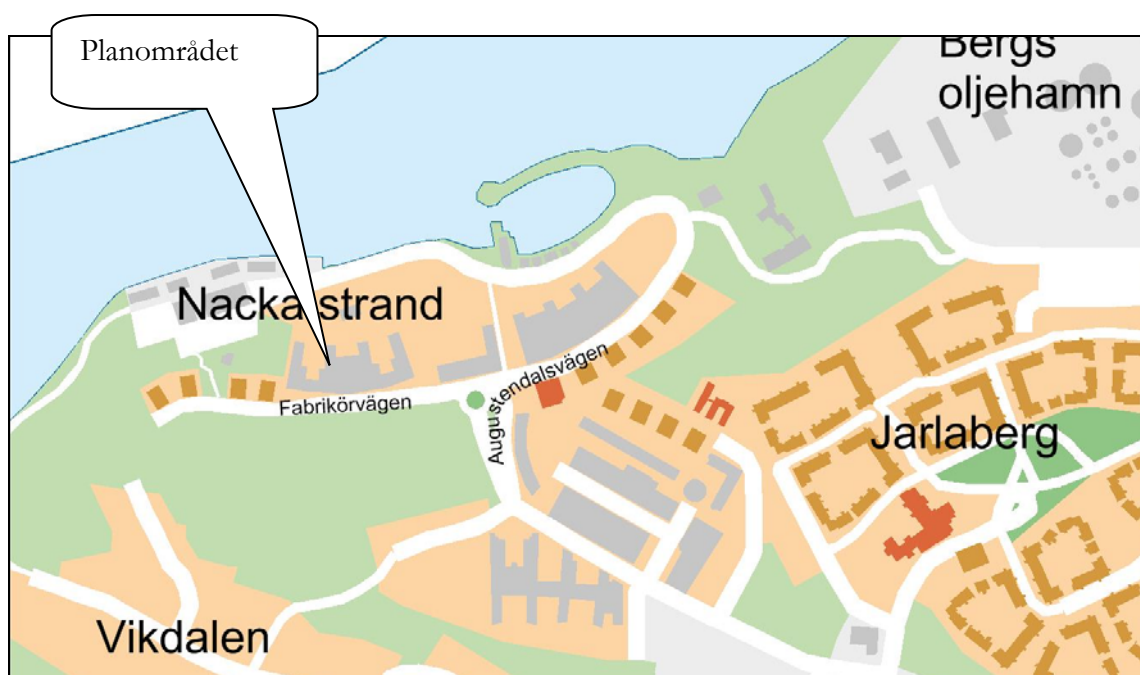 Planområdet
Bergs
oljehamn
Nacka strand
Augustendalsvägen
Fabrikörvägen
Jarlaberg
Vikdalen